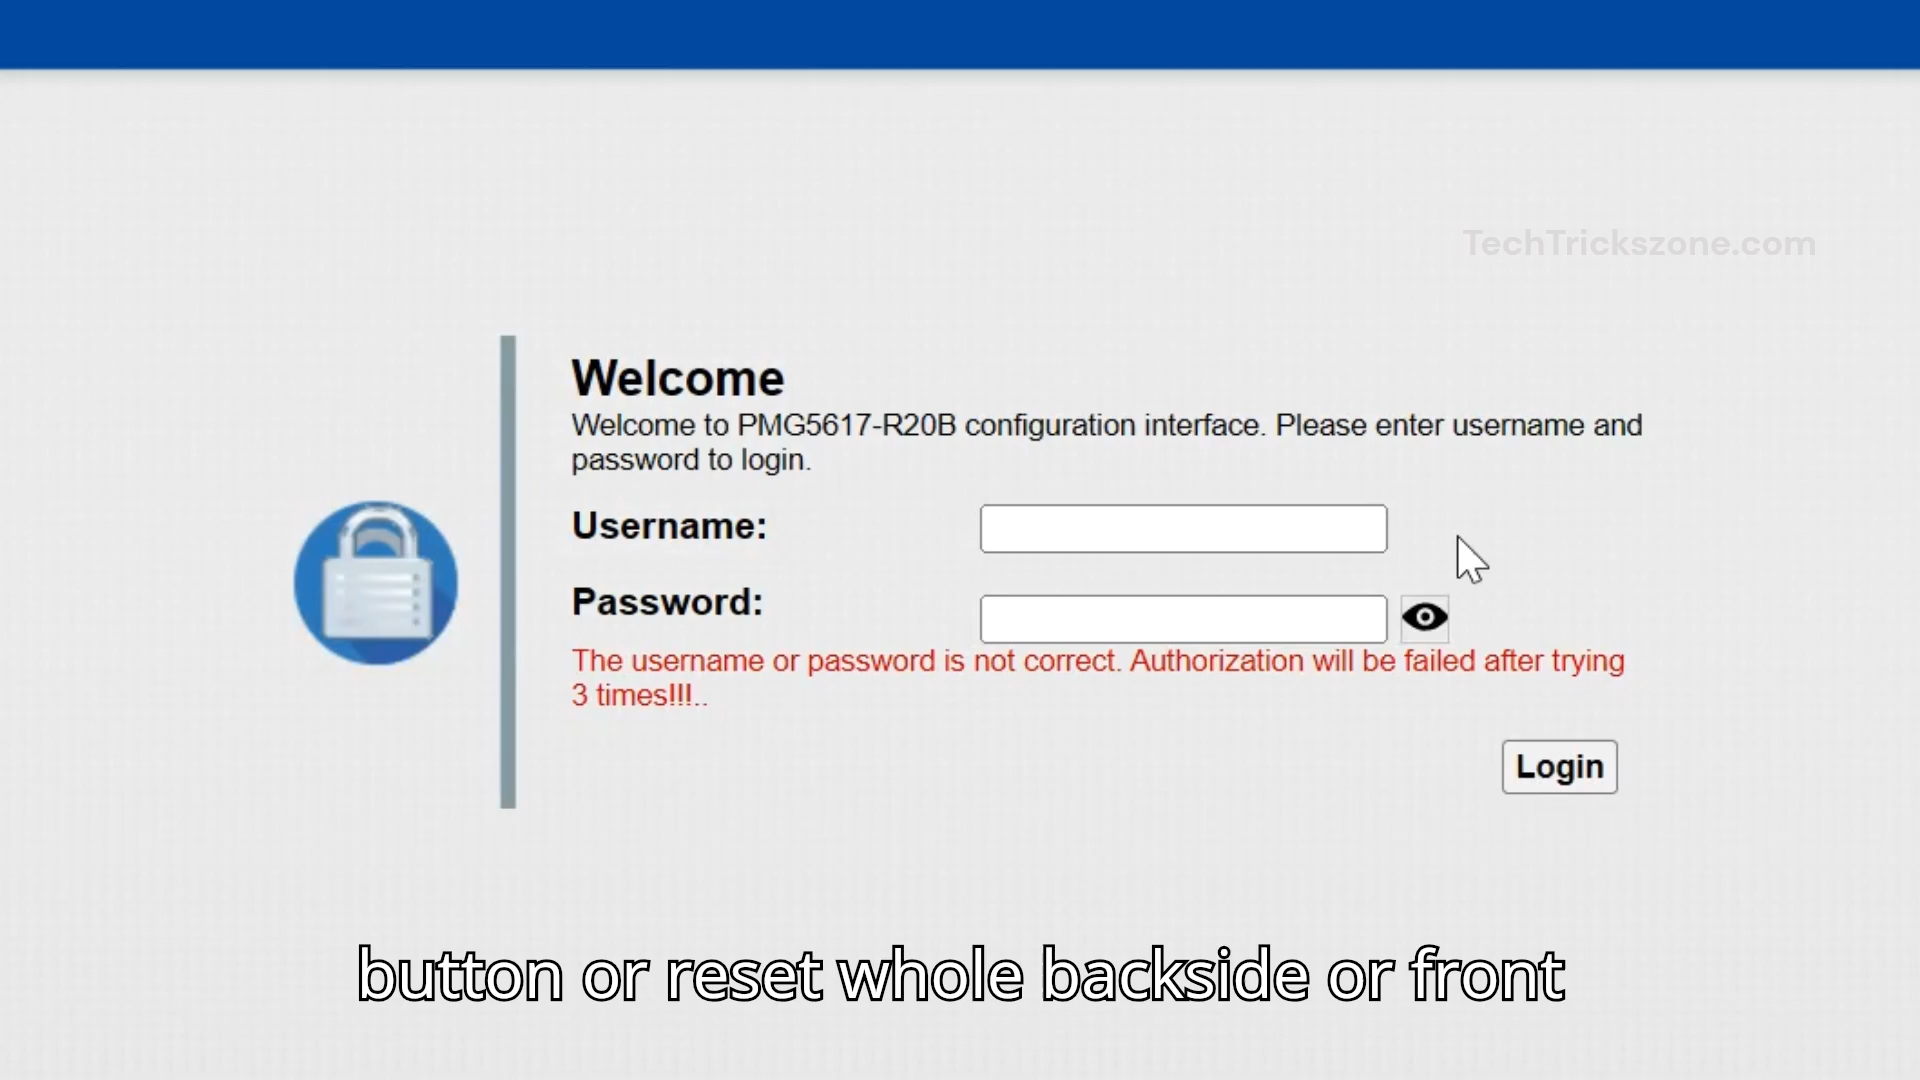 TechTrickszone.com
Welcome
Welcome to PMG5617-R20B configuration interface. Please enter username and
password to login.
Username:
Password:
The username or password is not correct. Authorization will be failed after trying
3 times!!!..
Login
button or reset whole backside or front